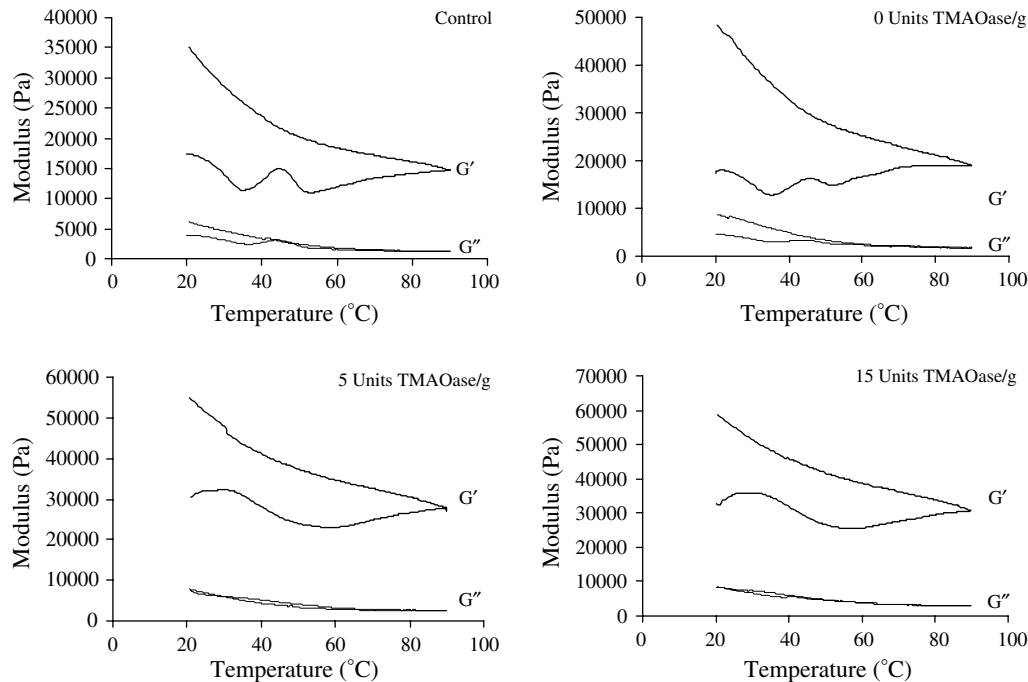 Control
Modulus (Pa)
40000
35000
30000
25000
20000
15000
10000
5000
0
G′
G″
0 20 40 60 80 100
Temperature (°C)
0 Units TMAOase/g
Modulus (Pa)
50000
40000
30000
20000
10000
0
G′
G″
0 20 40 60 80 100
Temperature (°C)
5 Units TMAOase/g
Modulus (Pa)
60000
50000
40000
30000
20000
10000
0
G′
G″
0 20 40 60 80 100
Temperature (°C)
15 Units TMAOase/g
Modulus (Pa)
70000
60000
50000
40000
30000
20000
10000
0
G′
G″
0 20 40 60 80 100
Temperature (°C)